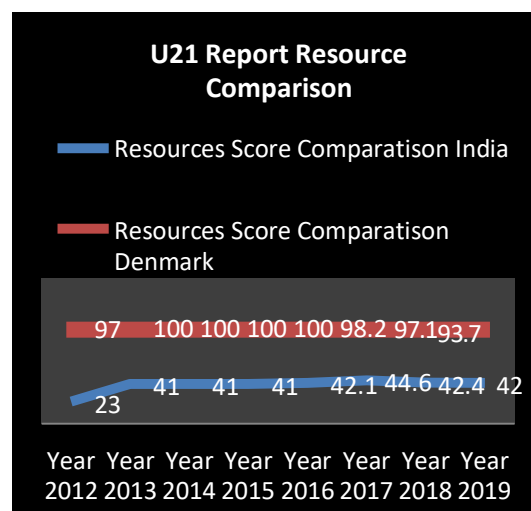 U21 Report Resource
Comparison
Resources Score Comparatison India
Resources Score Comparatison
Denmark
97 100 100 100 100 98.2 97.1 93.7
23 41 41 41 42.1 44.6 42.4 42
Year Year Year Year Year Year Year Year
2012 2013 2014 2015 2016 2017 2018 2019